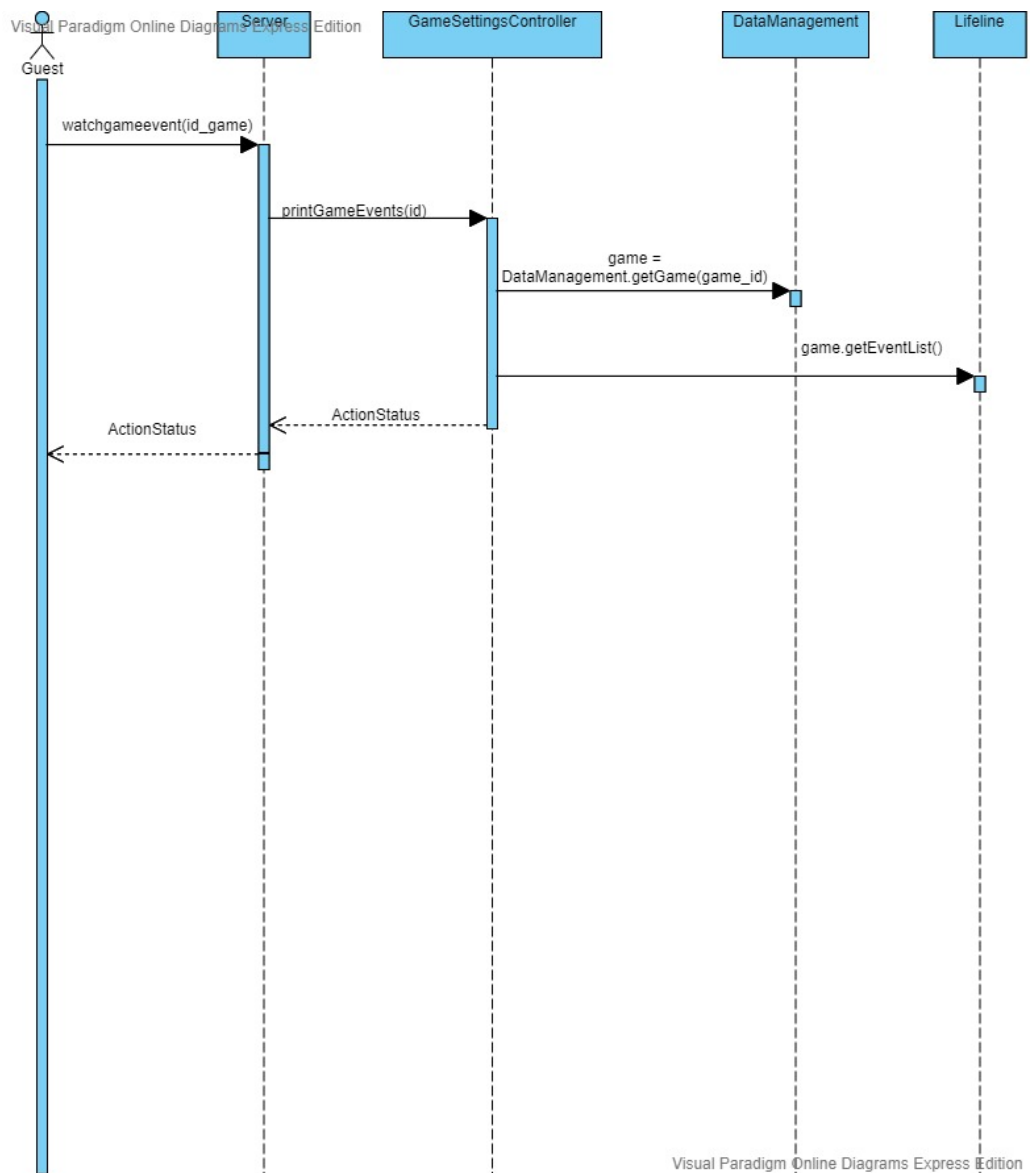 Visual Paradigm Online Diagrams Express Edition
Server
GameSettingsController
DataManagement
Lifeline
Guest
watchgameevent(id_game)
printGameEvents(id)
game =
DataManagement.getGame(game_id)
game.getEventList()
ActionStatus
ActionStatus
Visual Paradigm Online Diagrams Express Edition